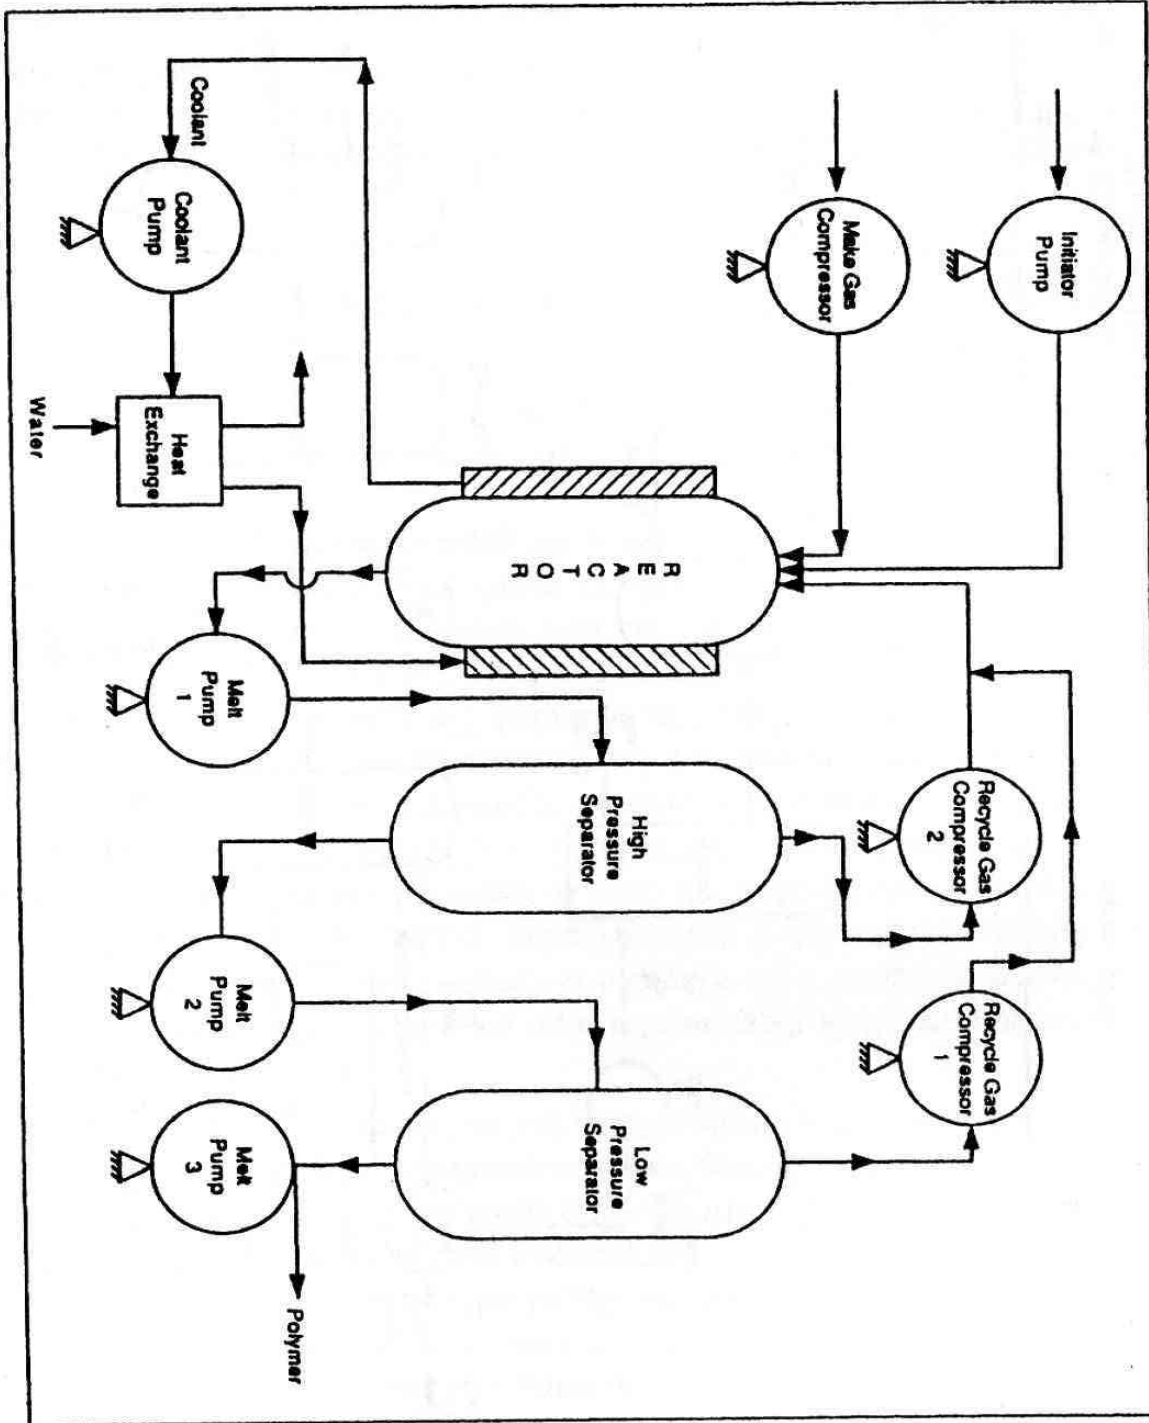 Initiator
Pump
Make Gas
Compressor
Coolant
Coolant
Pump
Heat
Exchange
Water
REACTOR
Melt
Pump
1
High
Pressure
Separator
Recycle Gas
Compressor
2
Melt
Pump
2
Recycle Gas
Compressor
1
Low
Pressure
Separator
Melt
Pump
3
Polymer